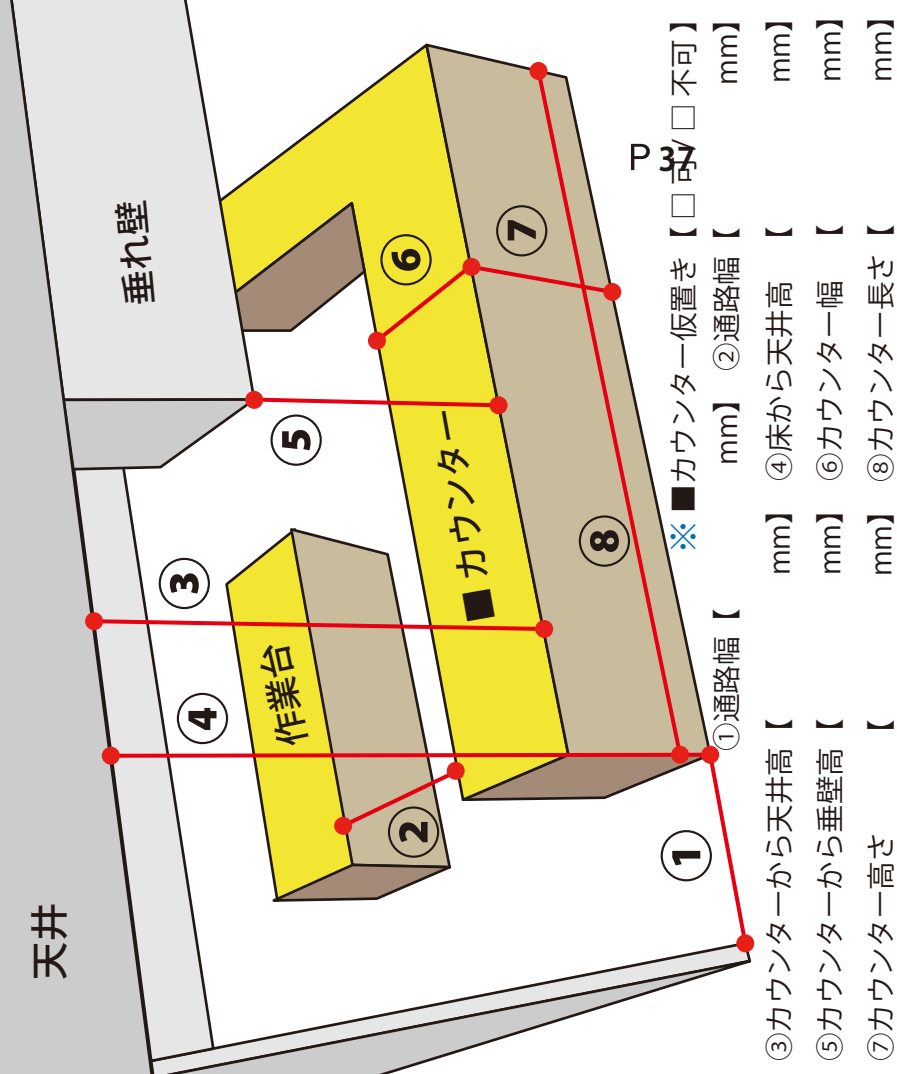 天井
垂れ壁
作業台
■ カウンター
①
②
③
④
⑤
⑥
⑦
⑧
P 37
※■カウンター仮置き【 □ 可 / □ 不可 】
①通路幅【 mm】 ②通路幅【 mm】
③カウンターから天井高【 mm】 ④床から天井高【 mm】
⑤カウンターから垂壁高【 mm】 ⑥カウンター幅【 mm】
⑦カウンター高さ【 mm】 ⑧カウンター長さ【 mm】